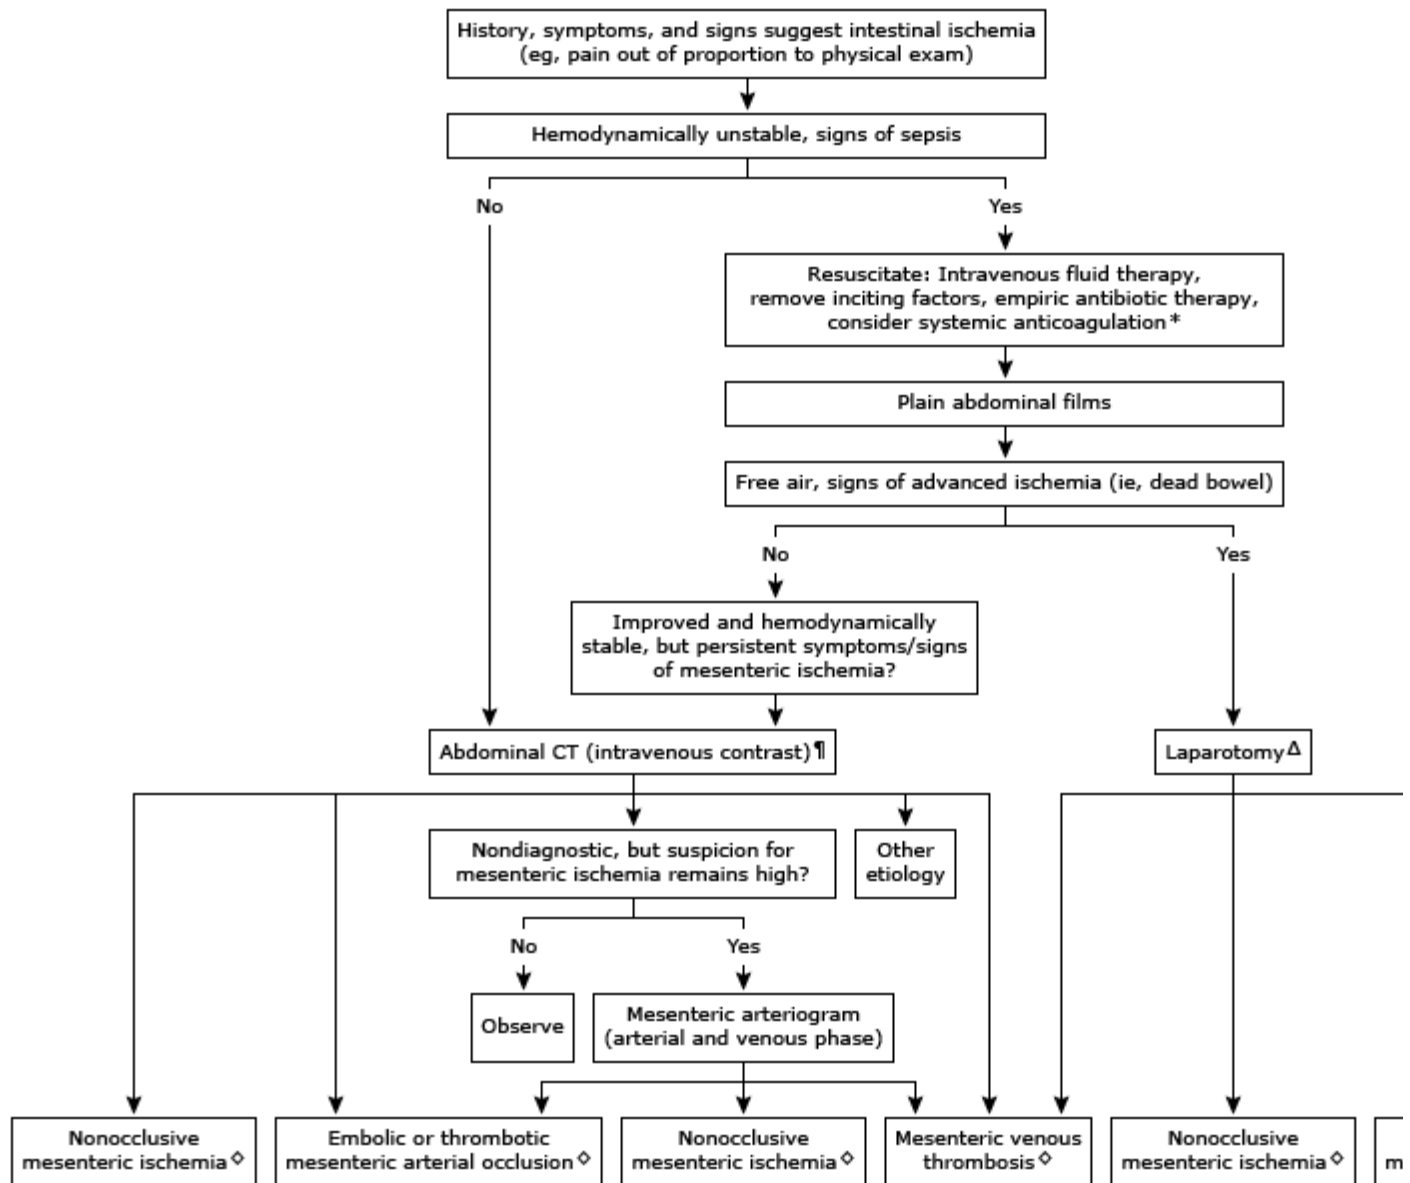 History, symptoms, and signs suggest intestinal ischemia
(eg, pain out of proportion to physical exam)
Hemodynamically unstable, signs of sepsis
No
Yes
Resuscitate: Intravenous fluid therapy,
remove inciting factors, empiric antibiotic therapy,
consider systemic anticoagulation*
Plain abdominal films
Free air, signs of advanced ischemia (ie, dead bowel)
No
Yes
Improved and hemodynamically
stable, but persistent symptoms/signs
of mesenteric ischemia?
Abdominal CT (intravenous contrast)¶
LaparotomyΔ
Nondiagnostic, but suspicion for
mesenteric ischemia remains high?
Other
etiology
No
Yes
Observe
Mesenteric arteriogram
(arterial and venous phase)
Nonocclusive
mesenteric ischemia◇
Embolic or thrombotic
mesenteric arterial occlusion◇
Nonocclusive
mesenteric ischemia◇
Mesenteric venous
thrombosis◇
Nonocclusive
mesenteric ischemia◇